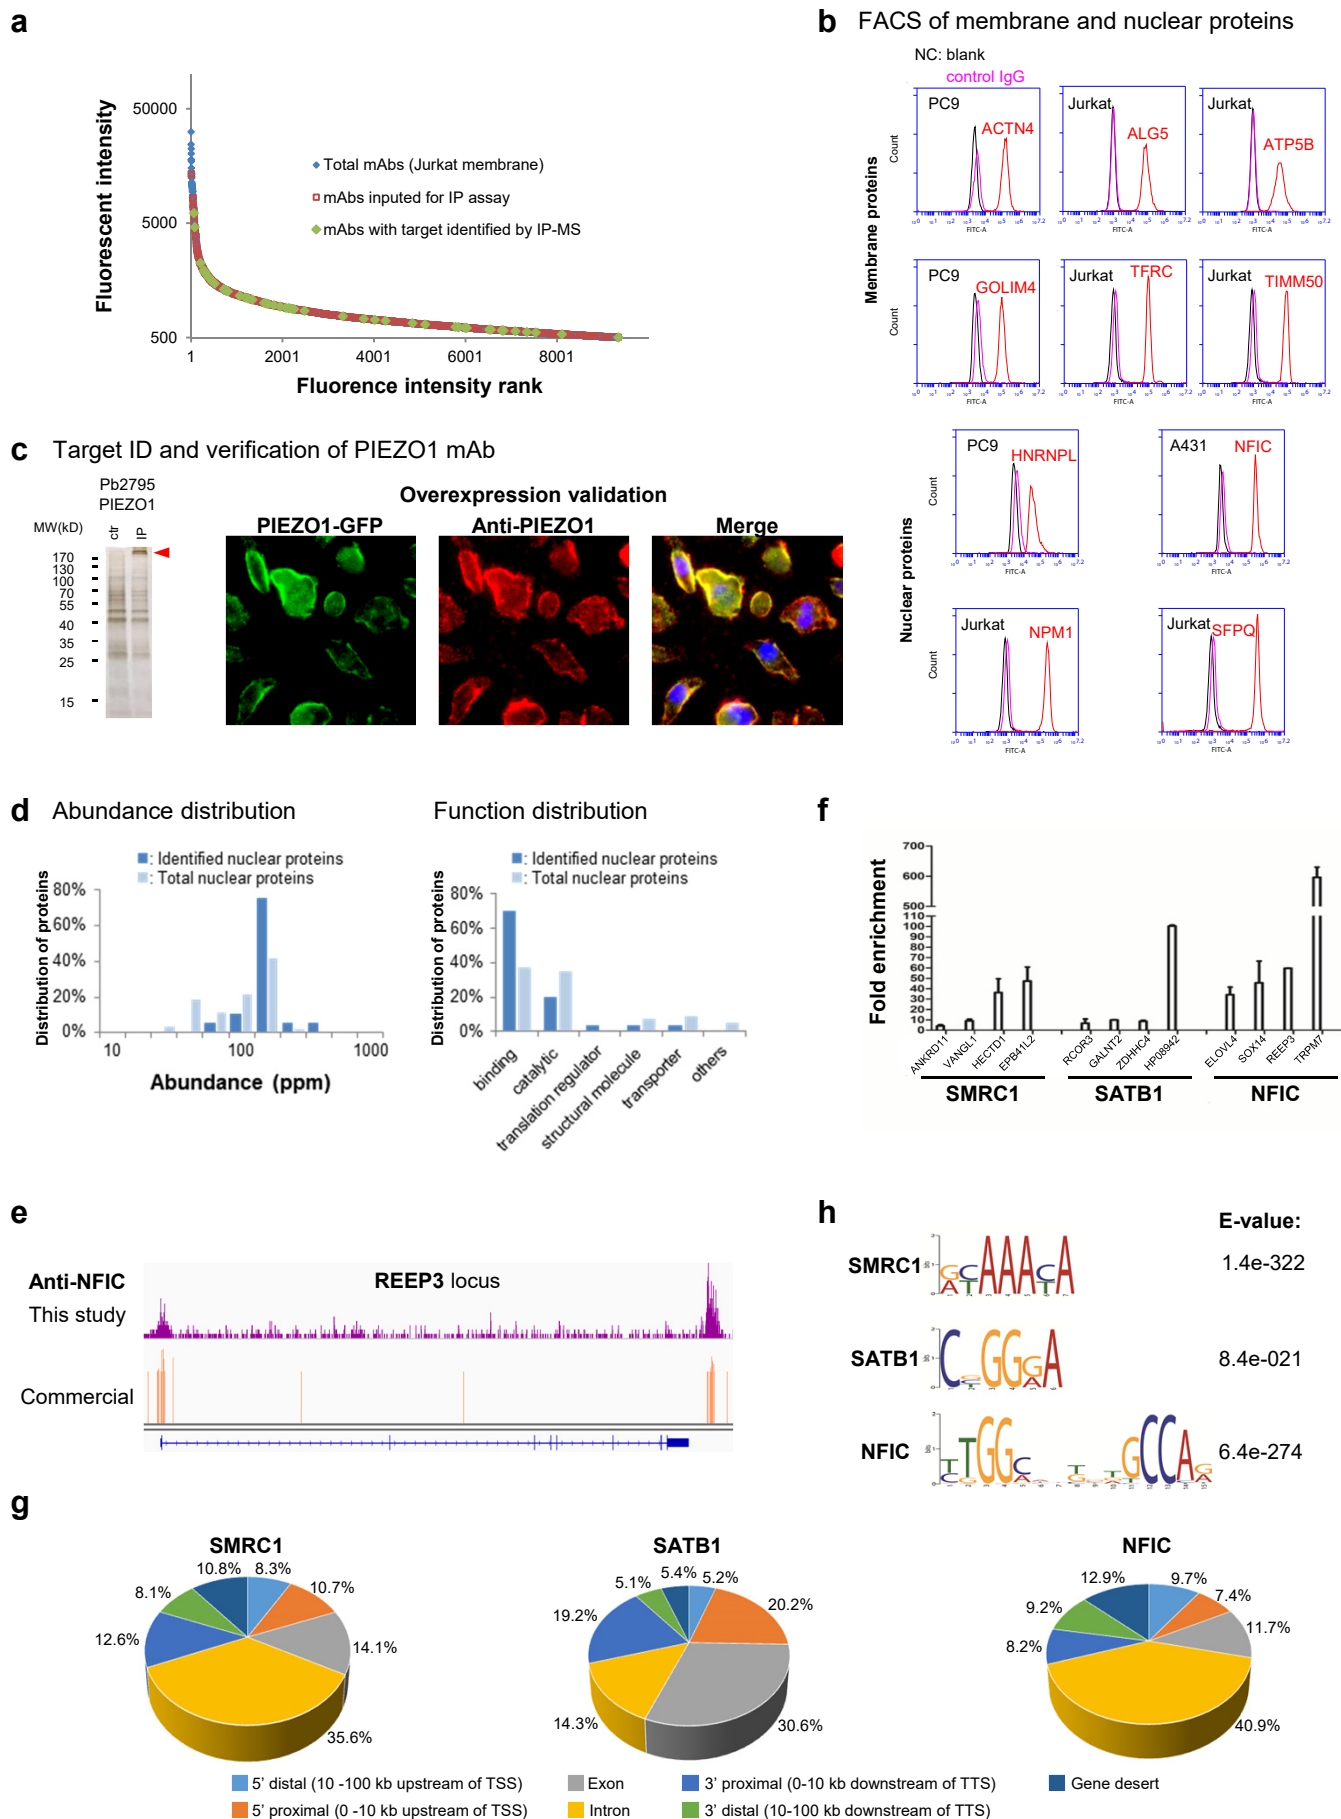 a
Fluorescent intensity
50000
5000
500
1
2001
4001
6001
8001
Total mAbs (Jurkat membrane)
mAbs inputed for IP assay
mAbs with target identified by IP-MS
Fluorence intensity rank
b FACS of membrane and nuclear proteins
NC: blank
control IgG
Membrane proteins
Count
PC9
ACTN4
FITC-A
Jurkat
ALG5
FITC-A
Jurkat
ATP5B
FITC-A
Count
PC9
GOLIM4
FITC-A
Jurkat
TFRC
FITC-A
Jurkat
TIMM50
FITC-A
Nuclear proteins
Count
PC9
HNRNPL
FITC-A
A431
NFIC
FITC-A
Count
Jurkat
NPM1
FITC-A
Jurkat
SFPQ
FITC-A
c Target ID and verification of PIEZO1 mAb
Pb2795
PIEZO1
MW(kD)
ctr
IP
170
130
100
70
55
40
35
25
15
Overexpression validation
PIEZO1-GFP
Anti-PIEZO1
Merge
d Abundance distribution
Distribution of proteins
: Identified nuclear proteins
: Total nuclear proteins
80%
60%
40%
20%
0%
10
100
1000
Abundance (ppm)
Function distribution
Distribution of proteins
: Identified nuclear proteins
: Total nuclear proteins
80%
60%
40%
20%
0%
binding
catalytic
translation regulator
structural molecule
transporter
others
f
Fold enrichment
700
600
500
110
100
90
80
70
60
50
40
30
20
10
0
ANKRD11
VANGL1
HECTD1
EPB41L2
RCOR3
GALNT2
ZDHHC4
HP08942
ELOVL4
SOX14
REEP3
TRPM7
SMRC1
SATB1
NFIC
e
Anti-NFIC
This study
REEP3 locus
Commercial
h
E-value:
SMRC1
1.4e-322
SATB1
8.4e-021
NFIC
6.4e-274
g
SMRC1
10.8%
8.3%
8.1%
10.7%
12.6%
14.1%
35.6%
SATB1
5.4%
5.2%
5.1%
19.2%
20.2%
14.3%
30.6%
NFIC
12.9%
9.7%
9.2%
7.4%
8.2%
11.7%
40.9%
5' distal (10 -100 kb upstream of TSS)
Exon
3' proximal (0-10 kb downstream of TTS)
Gene desert
5' proximal (0 -10 kb upstream of TSS)
Intron
3' distal (10-100 kb downstream of TTS)